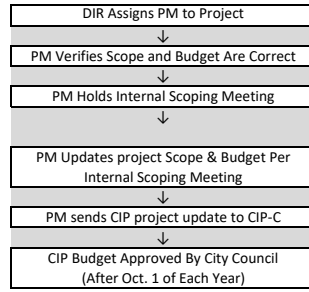 DIR Assigns PM to Project
↓
PM Verifies Scope and Budget Are Correct
↓
PM Holds Internal Scoping Meeting
↓
PM Updates project Scope & Budget Per
Internal Scoping Meeting
↓
PM sends CIP project update to CIP-C
↓
CIP Budget Approved By City Council
(After Oct. 1 of Each Year)